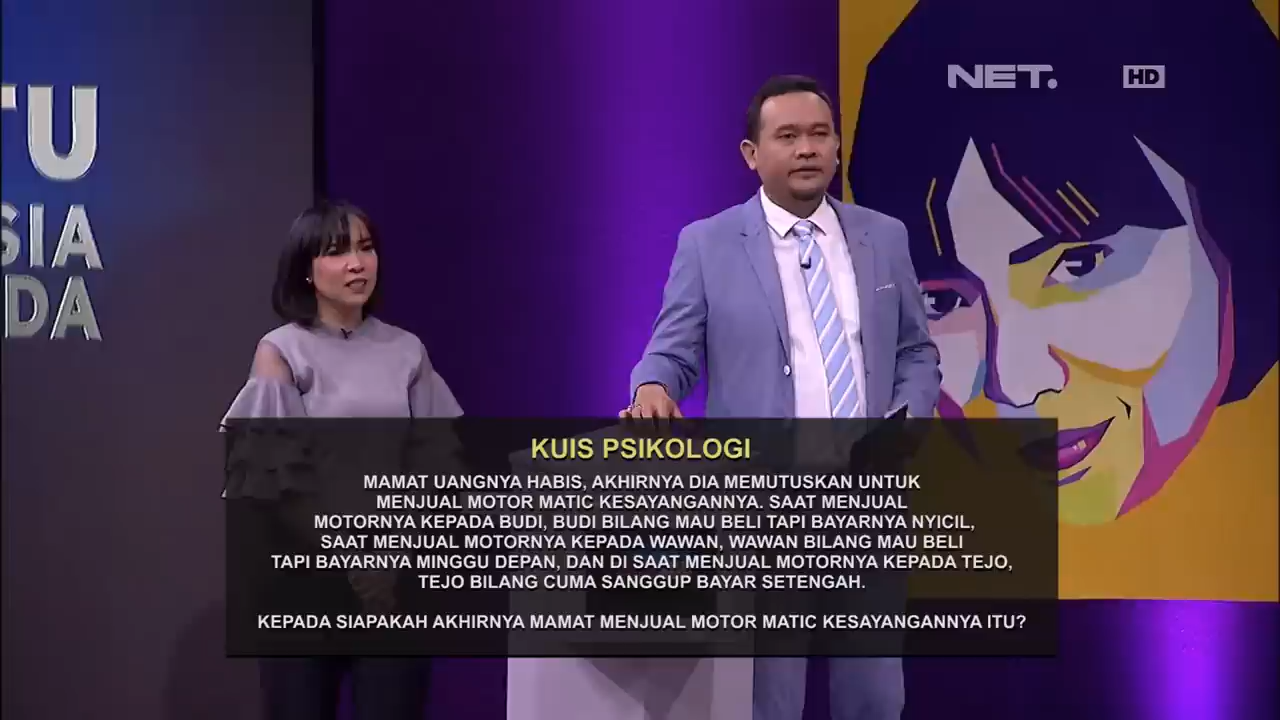 TU
SIA
DA
NET.
HD
KUIS PSIKOLOGI
MAMAT UANGNYA HABIS, AKHIRNYA DIA MEMUTUSKAN UNTUK
MENJUAL MOTOR MATIC KESAYANGANNYA. SAAT MENJUAL
MOTORNYA KEPADA BUDI, BUDI BILANG MAU BELI TAPI BAYARNYA NYICIL,
SAAT MENJUAL MOTORNYA KEPADA WAWAN, WAWAN BILANG MAU BELI
TAPI BAYARNYA MINGGU DEPAN, DAN DI SAAT MENJUAL MOTORNYA KEPADA TEJO,
TEJO BILANG CUMA SANGGUP BAYAR SETENGAH.
KEPADA SIAPAKAH AKHIRNYA MAMAT MENJUAL MOTOR MATIC KESAYANGANNYA ITU?